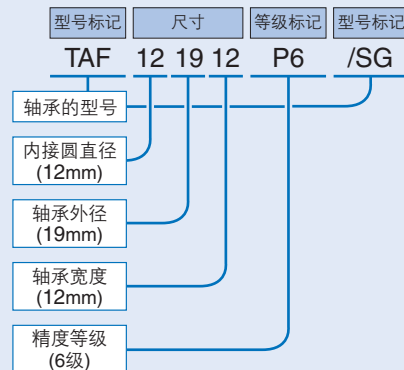 型号标记 尺寸 等级标记 型号标记
TAF 12 19 12 P6 /SG
轴承的型号
内接圆直径
(12mm)
轴承外径
(19mm)
轴承宽度
(12mm)
精度等级
(6级)